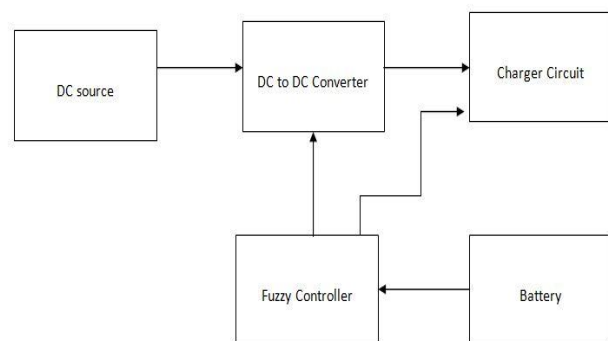 DC source
DC to DC Converter
Charger Circuit
Fuzzy Controller
Battery